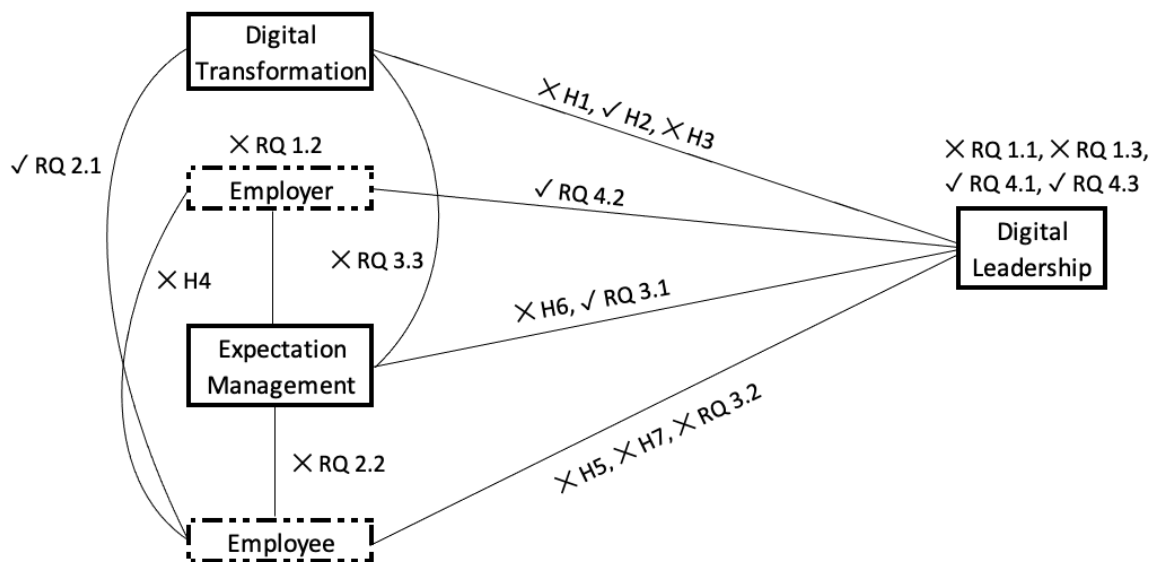 Digital
Transformation
✕ H1, ✓ H2, ✕ H3
✕ RQ 1.1, ✕ RQ 1.3,
✓ RQ 4.1, ✓ RQ 4.3
✕ RQ 1.2
✓ RQ 2.1
Employer
✓ RQ 4.2
Digital
Leadership
✕ RQ 3.3
✕ H4
✕ H6, ✓ RQ 3.1
Expectation
Management
✕ H5, ✕ H7, ✕ RQ 3.2
✕ RQ 2.2
Employee